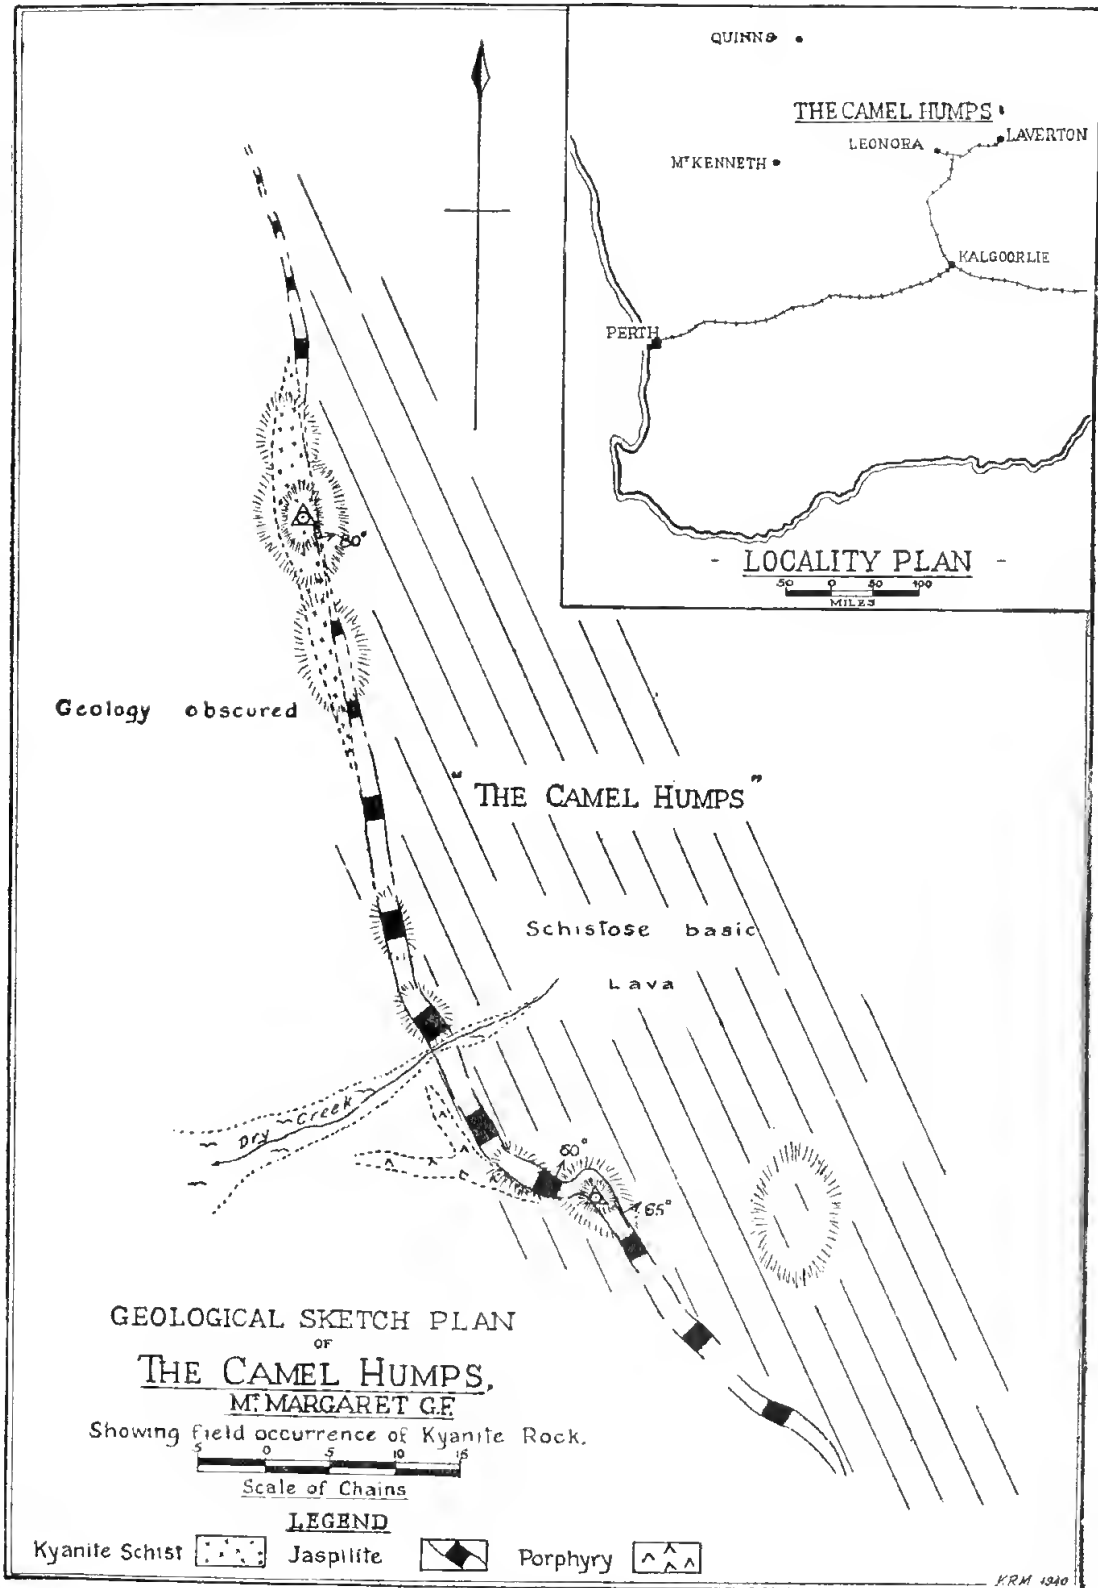 QUINNS
THE CAMEL HUMPS
LAVERTON
LEONORA
MT KENNETH
KALGOORLIE
PERTH
- LOCALITY PLAN -
50 0 50 100
MILES
80°
Geology obscured
"THE CAMEL HUMPS"
Schistose basic
Lava
Dry Creek
60°
65°
GEOLOGICAL SKETCH PLAN
OF
THE CAMEL HUMPS,
MT MARGARET G.F.
Showing field occurrence of Kyanite Rock.
5 0 5 10 15
Scale of Chains
LEGEND
Kyanite Schist Jaspilite Porphyry
K.R.M. 1940